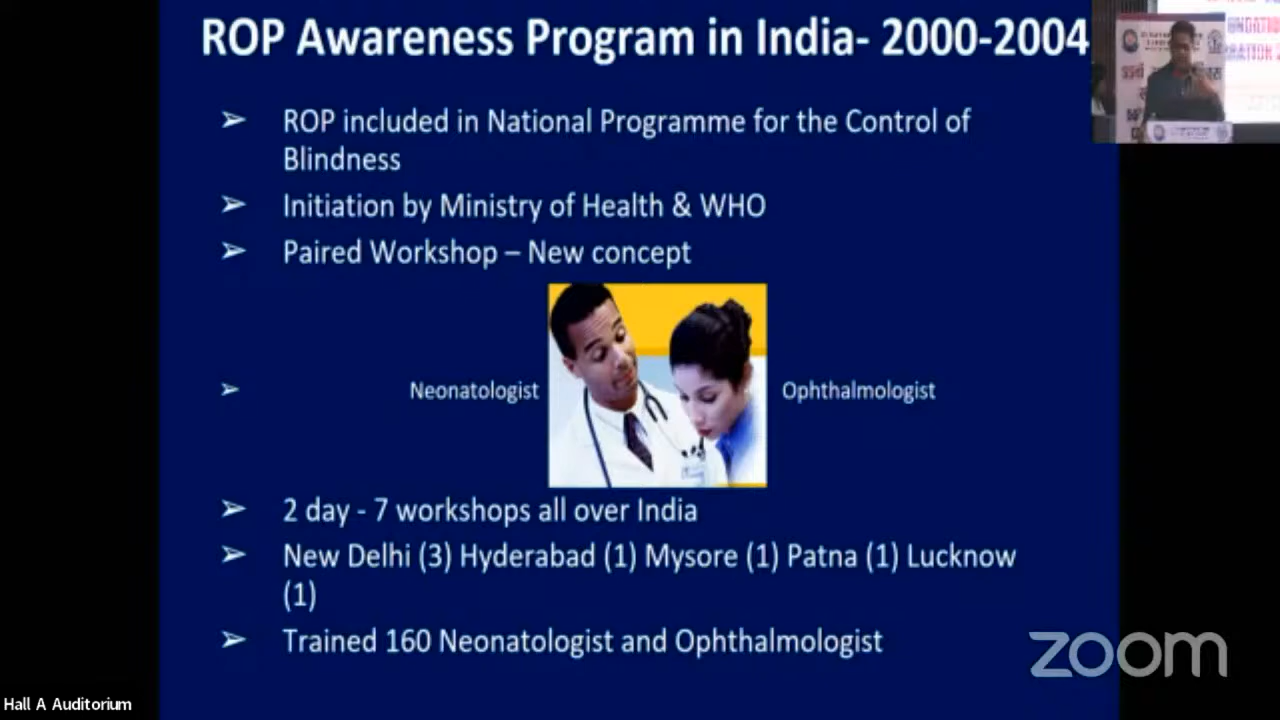 ROP Awareness Program in India- 2000-2004
➢ ROP included in National Programme for the Control of
Blindness
➢ Initiation by Ministry of Health & WHO
➢ Paired Workshop – New concept
➢ Neonatologist Ophthalmologist
➢ 2 day - 7 workshops all over India
➢ New Delhi (3) Hyderabad (1) Mysore (1) Patna (1) Lucknow
(1)
➢ Trained 160 Neonatologist and Ophthalmologist
zoom
Hall A Auditorium